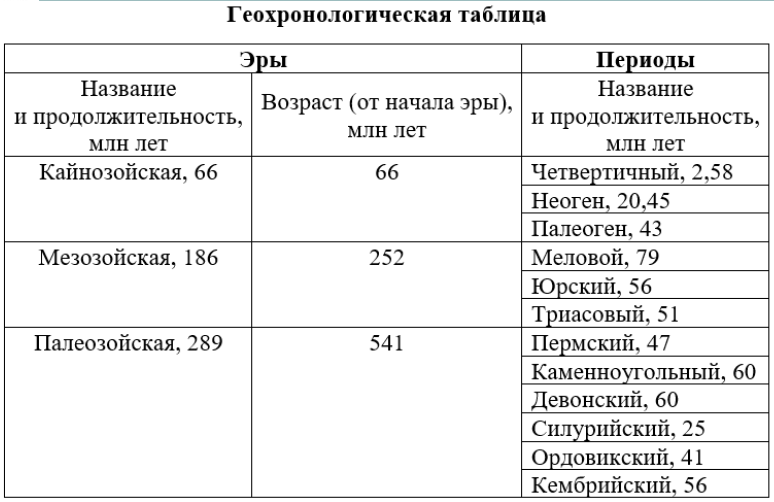 Геохронологическая таблица
Эры Периоды
Название и продолжительность, млн лет
Возраст (от начала эры), млн лет
Название и продолжительность, млн лет
Кайнозойская, 66 66 Четвертичный, 2,58
Неоген, 20,45
Палеоген, 43
Мезозойская, 186 252 Меловой, 79
Юрский, 56
Триасовый, 51
Палеозойская, 289 541 Пермский, 47
Каменноугольный, 60
Девонский, 60
Силурийский, 25
Ордовикский, 41
Кембрийский, 56